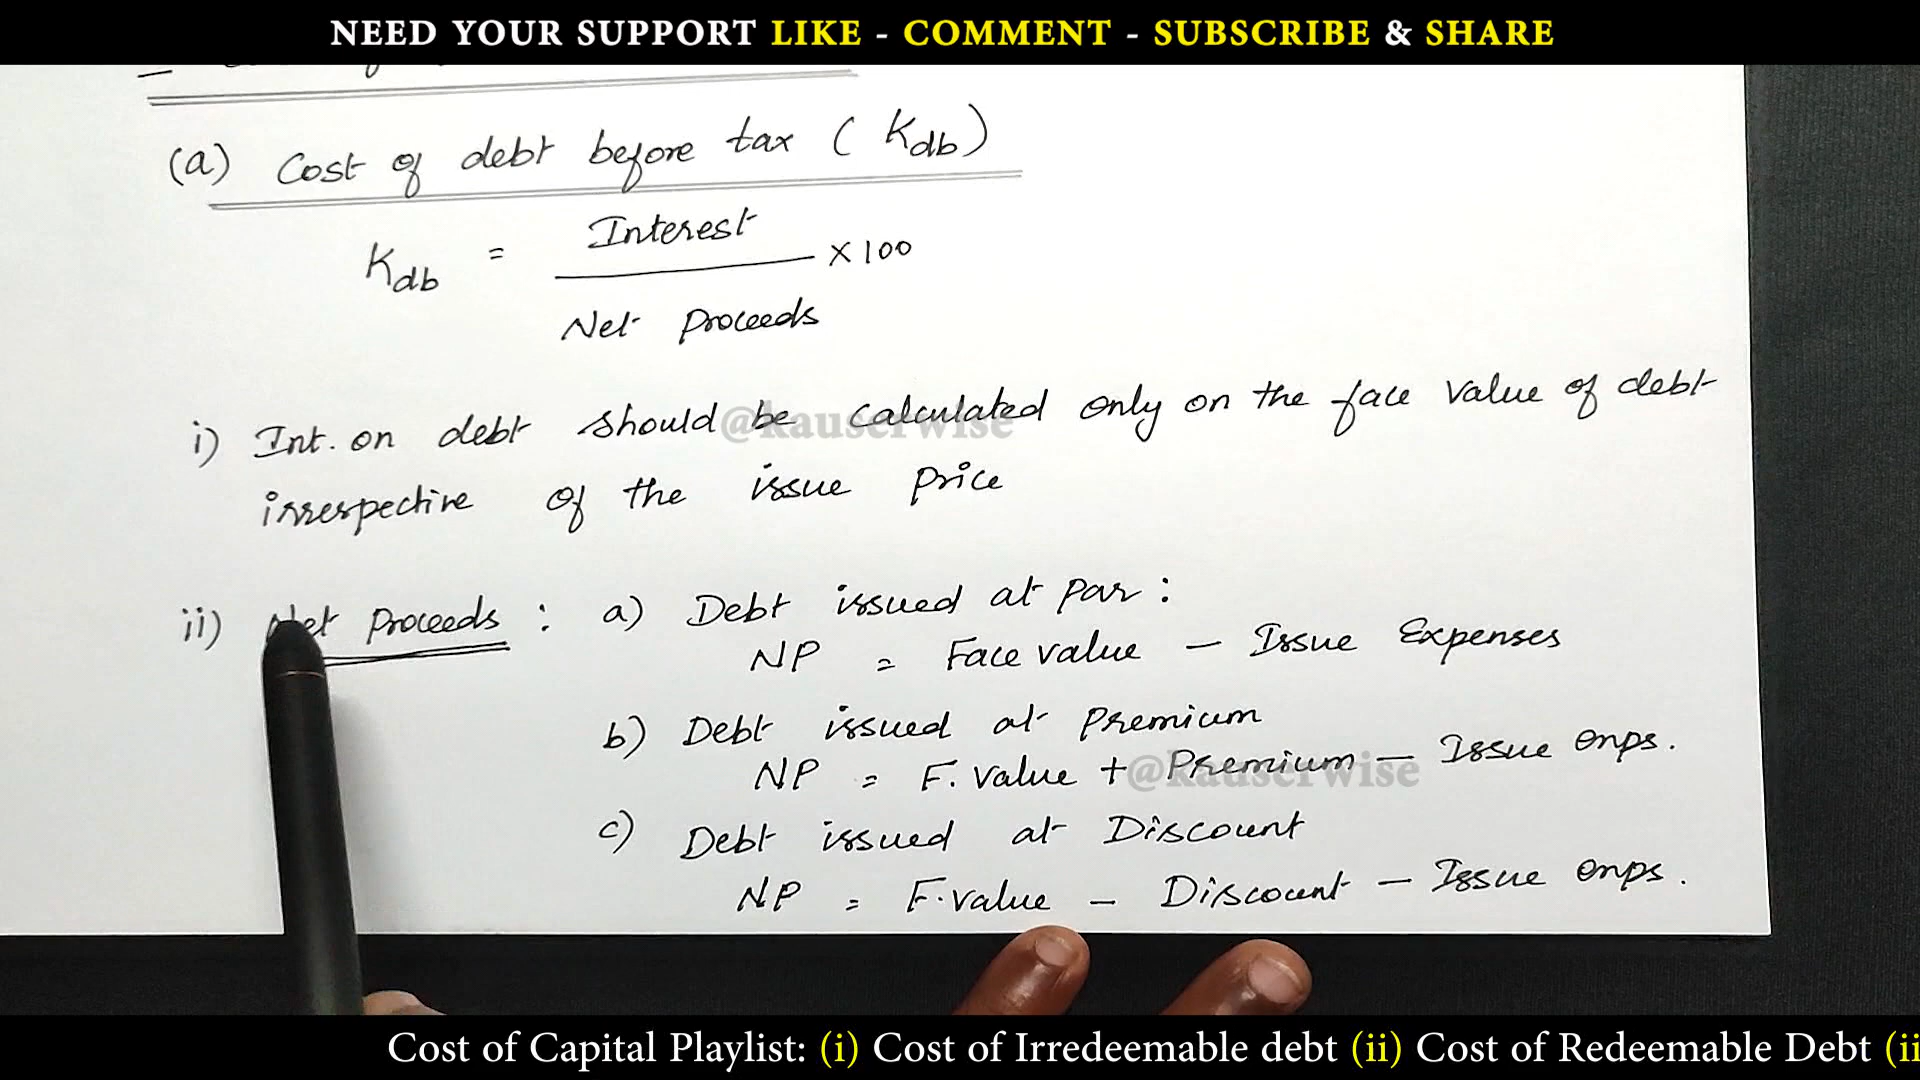 NEED YOUR SUPPORT LIKE - COMMENT - SUBSCRIBE & SHARE
(a) Cost of debt before tax (Kdb)
Kdb = Interest
× 100
Net Proceeds
i) Int. on debt should be calculated only on the face value of debt
@kauserwise
irrespective of the issue price
ii) Net Proceeds : a) Debt issued at par :
NP = Face value - Issue Expenses
b) Debt issued at premium
NP = F. value + Premium - Issue exps.
@kauserwise
c) Debt issued at Discount
NP = F. value - Discount - Issue exps.
Cost of Capital Playlist: (i) Cost of Irredeemable debt (ii) Cost of Redeemable Debt (ii